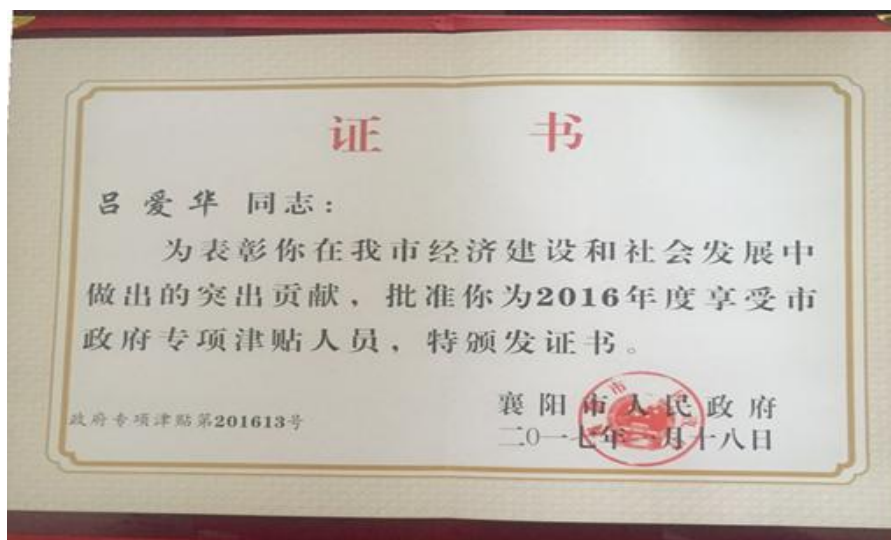 证 书
吕爱华 同志：
为表彰你在我市经济建设和社会发展中
做出的突出贡献，批准你为2016年度享受市
政府专项津贴人员，特颁发证书。
政府专项津贴第201613号
襄阳市人民政府
二〇一七年一月十八日